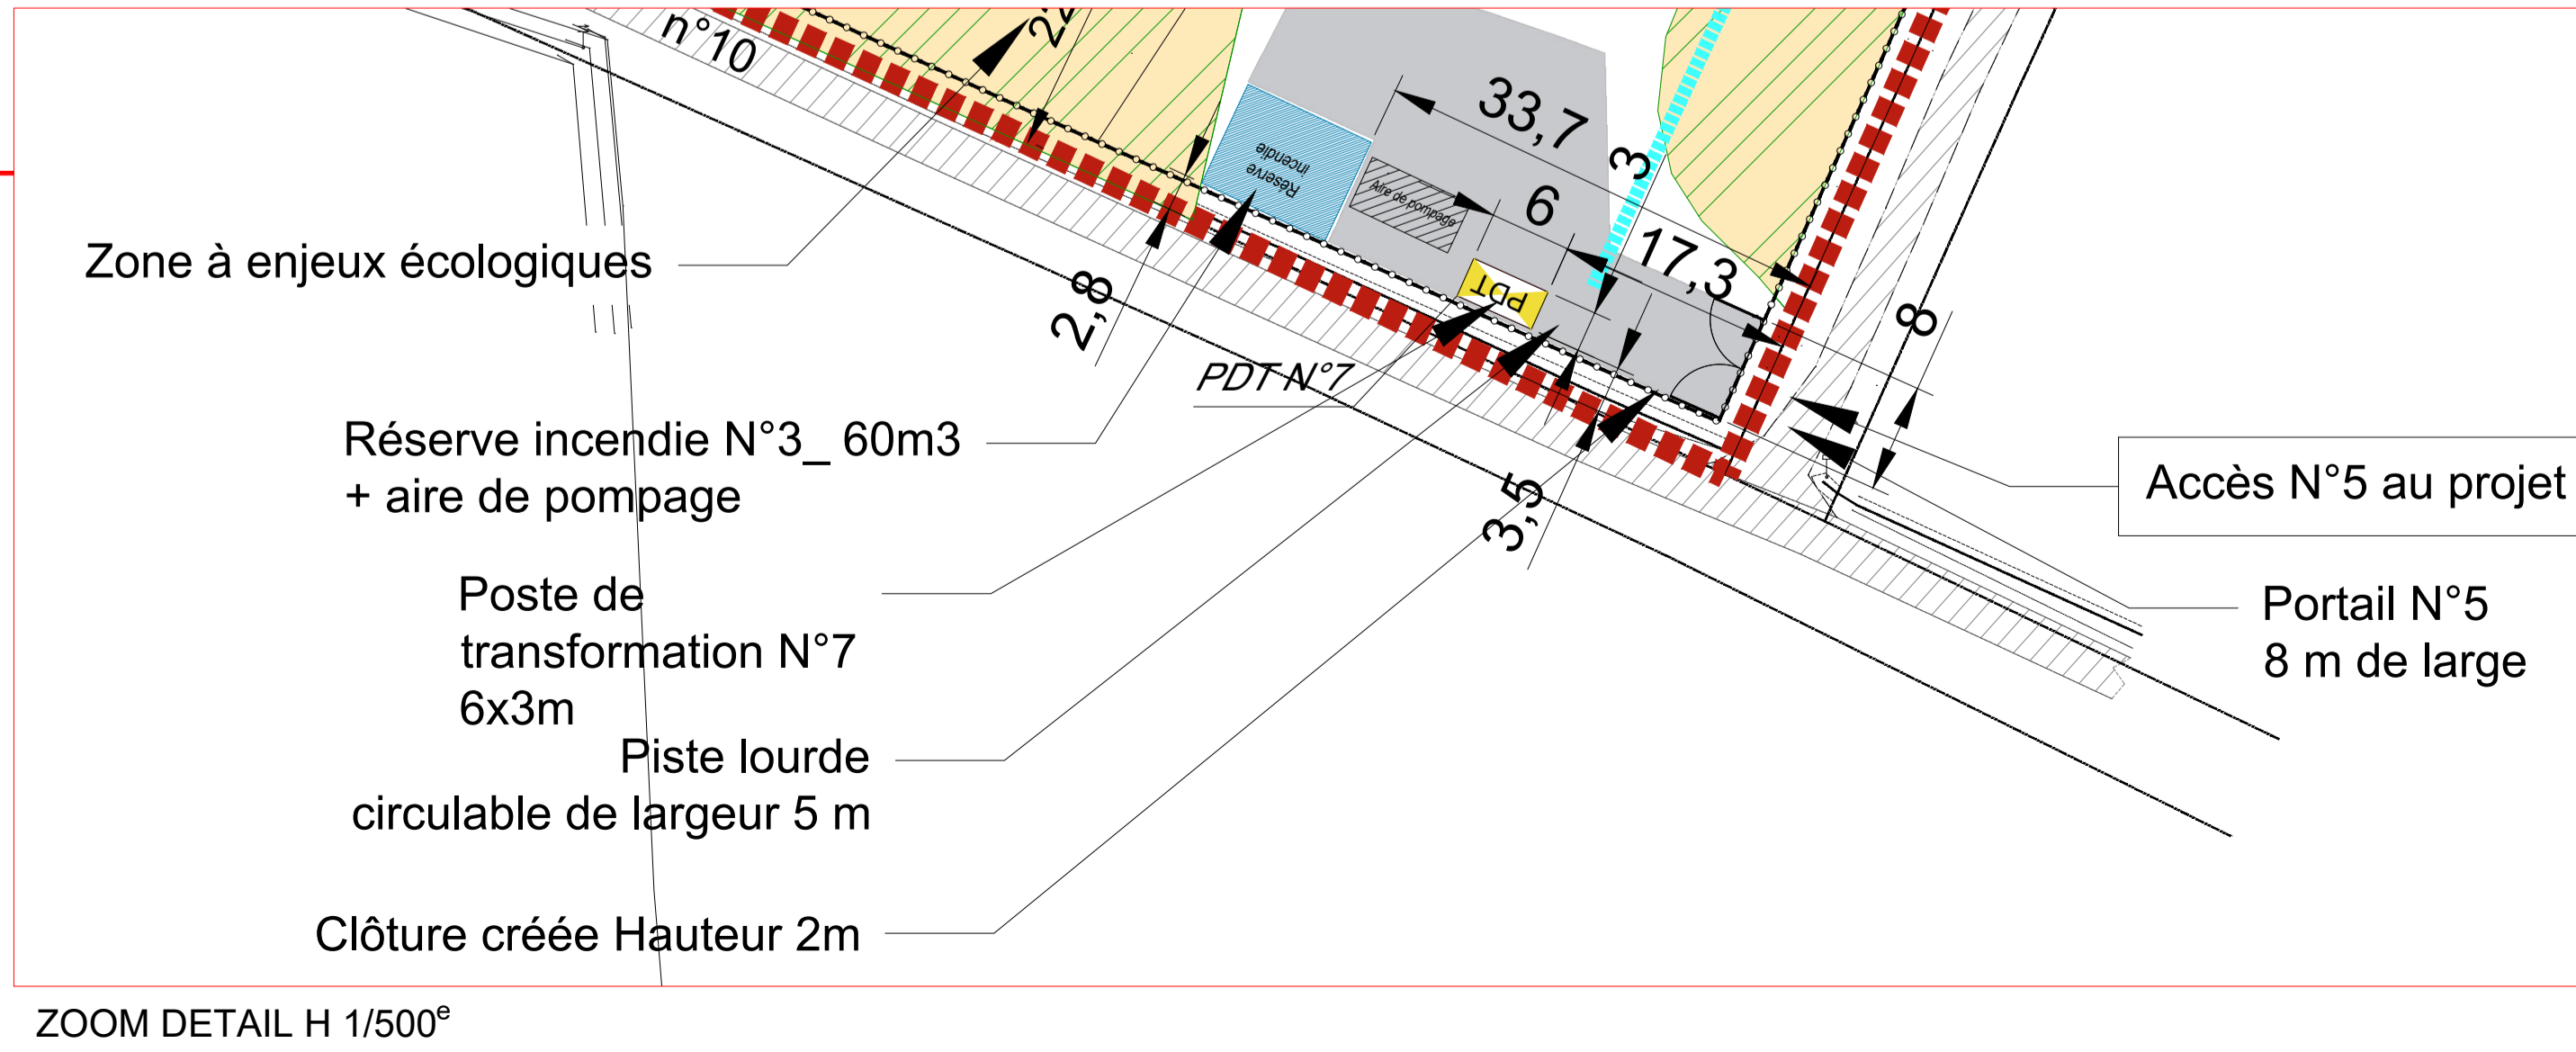 n°10
33,7
3
6
17,3
8
Réserve
incendie
Aire de pompage
PDT
2,8
PDT N°7
3,5
Zone à enjeux écologiques
Réserve incendie N°3_ 60m3
+ aire de pompage
Poste de
transformation N°7
6x3m
Piste lourde
circulable de largeur 5 m
Clôture créée Hauteur 2m
Accès N°5 au projet
Portail N°5
8 m de large
ZOOM DETAIL H 1/500e